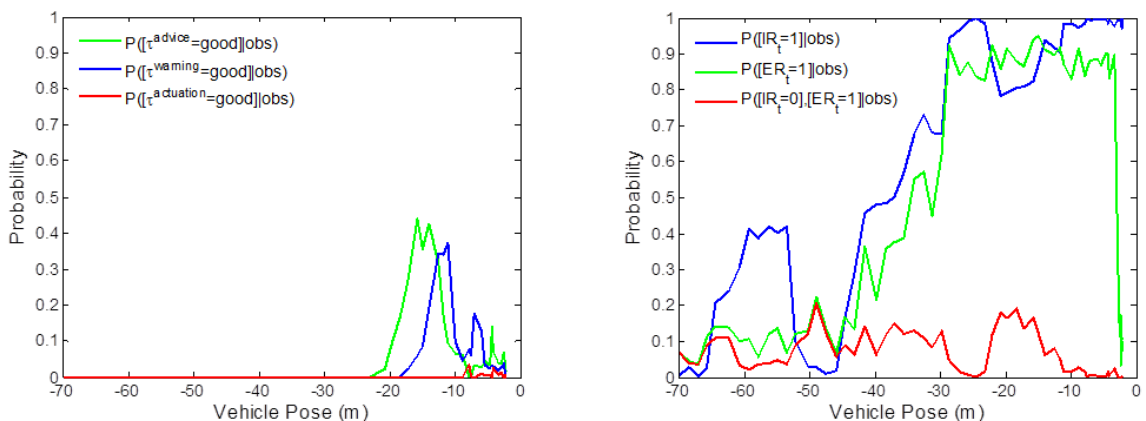 1
0.9
0.8
0.7
0.6
0.5
0.4
0.3
0.2
0.1
0
Probability
P([τ^advice=good]|obs)
P([τ^warning=good]|obs)
P([τ^actuation=good]|obs)
-70 -60 -50 -40 -30 -20 -10 0
Vehicle Pose (m)
1
0.9
0.8
0.7
0.6
0.5
0.4
0.3
0.2
0.1
0
Probability
P([IR_t=1]|obs)
P([ER_t=1]|obs)
P([IR_t=0],[ER_t=1]|obs)
-70 -60 -50 -40 -30 -20 -10 0
Vehicle Pose (m)